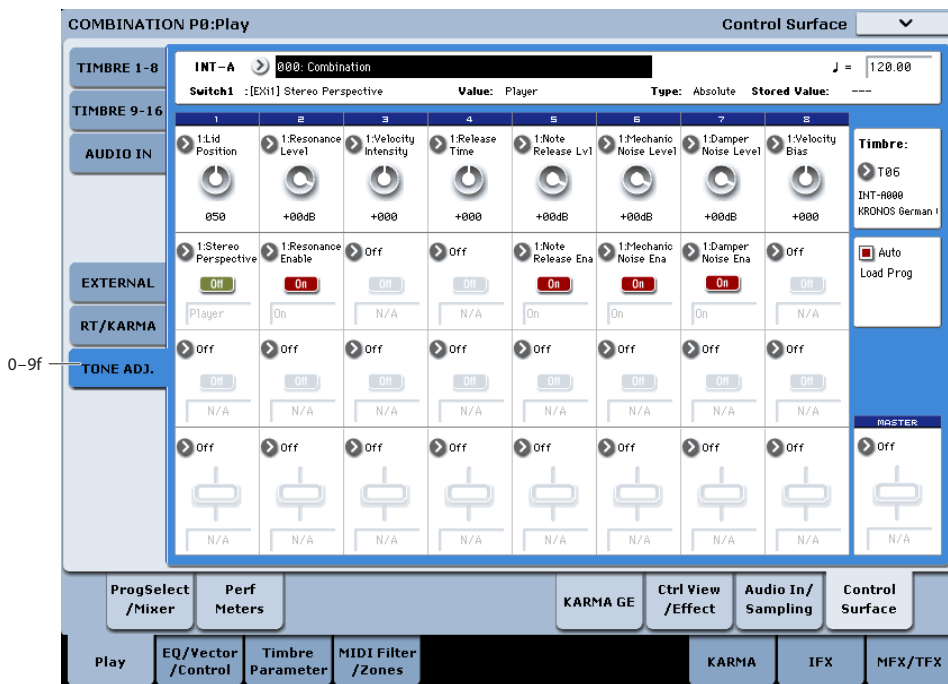 COMBINATION P0:Play
Control Surface
TIMBRE 1-8
TIMBRE 9-16
AUDIO IN
EXTERNAL
RT/KARMA
0–9f
TONE ADJ.
INT-A 000: Combination ♩ = 120.00
Switch1 :[EXi1] Stereo Perspective Value: Player Type: Absolute Stored Value: ---
1 2 3 4 5 6 7 8
1:Lid Position
1:Resonance Level
1:Velocity Intensity
1:Release Time
1:Note Release Lvl
1:Mechanic Noise Level
1:Damper Noise Level
1:Velocity Bias
050 +00dB +000 +000 +00dB +00dB +00dB +000
1:Stereo Perspective
1:Resonance Enable
Off
Off
1:Note Release Ena
1:Mechanic Noise Ena
1:Damper Noise Ena
Off
Off On Off Off On On On Off
Player On N/A N/A On On On N/A
Off Off Off Off Off Off Off Off
Off Off Off Off Off Off Off Off
N/A N/A N/A N/A N/A N/A N/A N/A
Off Off Off Off Off Off Off Off
N/A N/A N/A N/A N/A N/A N/A N/A
Timbre:
T06
INT-A000
KRONOS German
Auto
Load Prog
MASTER
Off
N/A
ProgSelect /Mixer
Perf Meters
KARMA GE
Ctrl View /Effect
Audio In/ Sampling
Control Surface
Play
EQ/Vector /Control
Timbre Parameter
MIDI Filter /Zones
KARMA
IFX
MFX/TFX